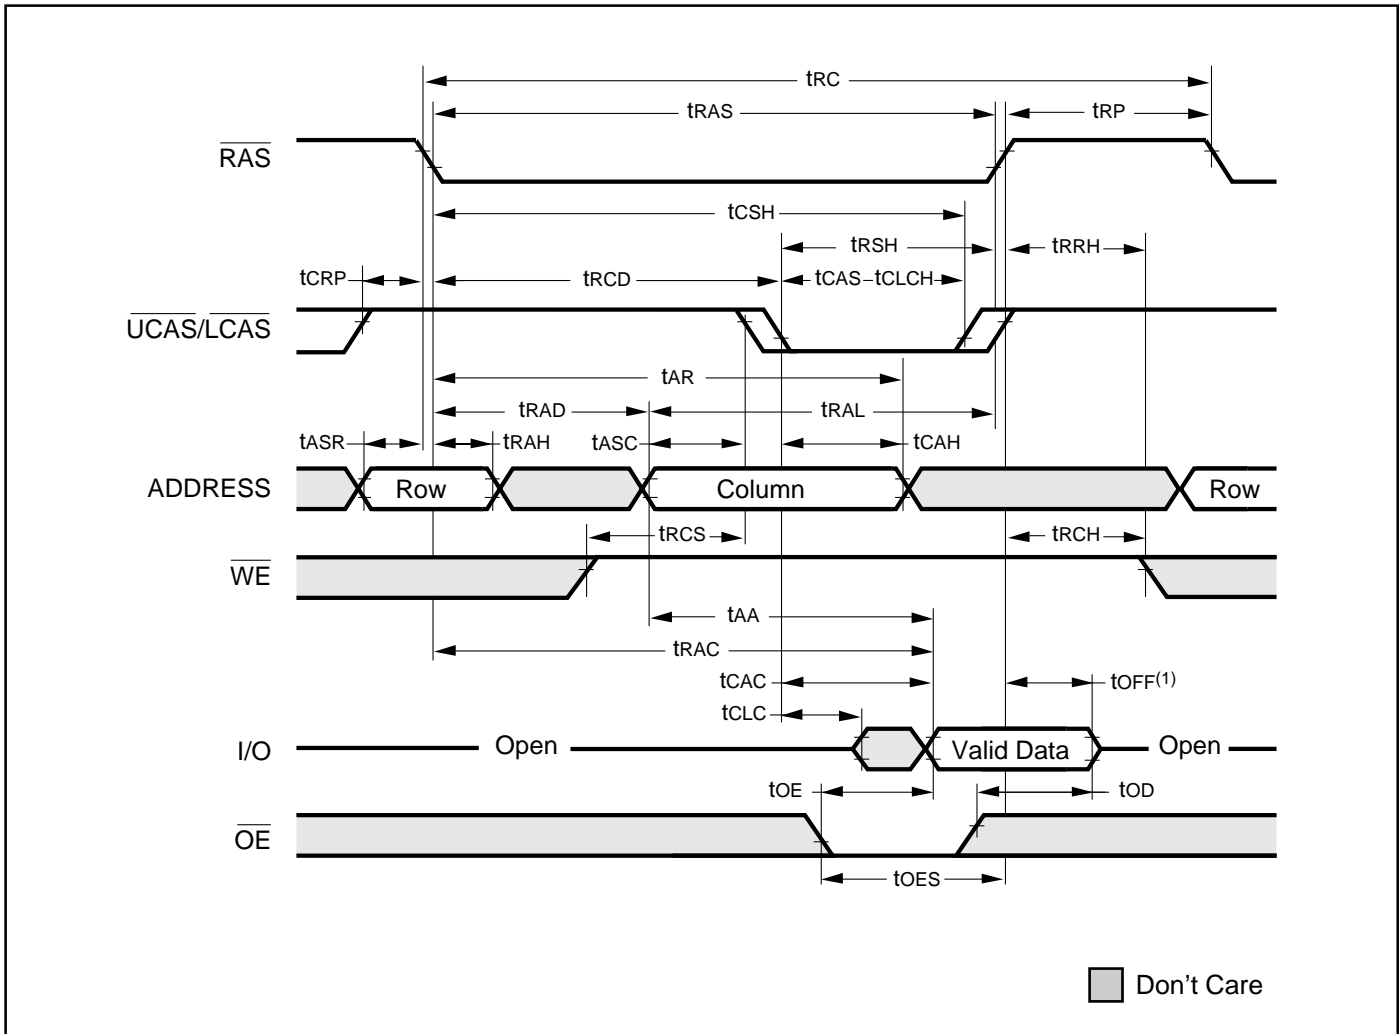 tRC
tRAS tRP
RAS
tCSH
tRSH tRRH
tCRP tRCD tCAS tCLCH
UCAS/LCAS
tAR
tRAD tRAL
tASR tRAH tASC tCAH
ADDRESS Row Column Row
tRCS tRCH
WE
tAA
tRAC
tCAC tOFF(1)
tCLC
I/O Open Valid Data Open
tOE tOD
OE
tOES
Don't Care